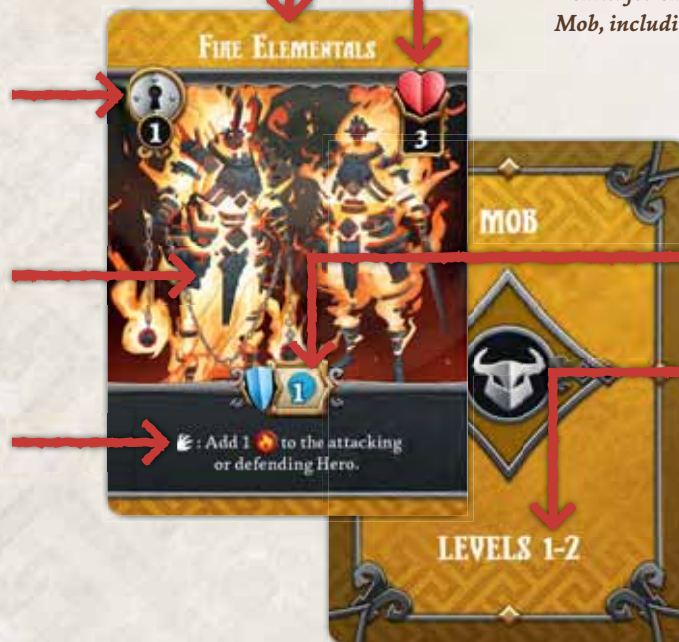 Mob, includi
Fire Elementals
1
3
MOB
1
: Add 1 to the attacking
or defending Hero.
LEVELS 1-2